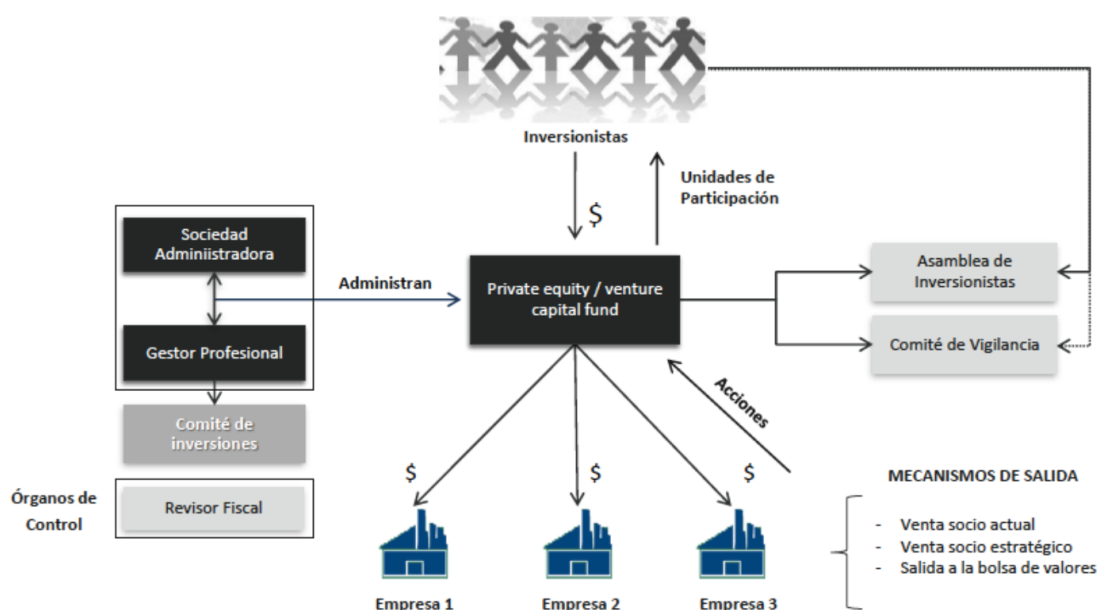 Inversionistas
Unidades de
Participación
$
Sociedad
Adminiistradora
Administran
Private equity / venture
capital fund
Asamblea de
Inversionistas
Gestor Profesional
Comité de Vigilancia
Acciones
Comité de
inversiones
$
$
$
MECANISMOS DE SALIDA
Órganos de
Control
Revisor Fiscal
- Venta socio actual
- Venta socio estratégico
- Salida a la bolsa de valores
Empresa 1
Empresa 2
Empresa 3